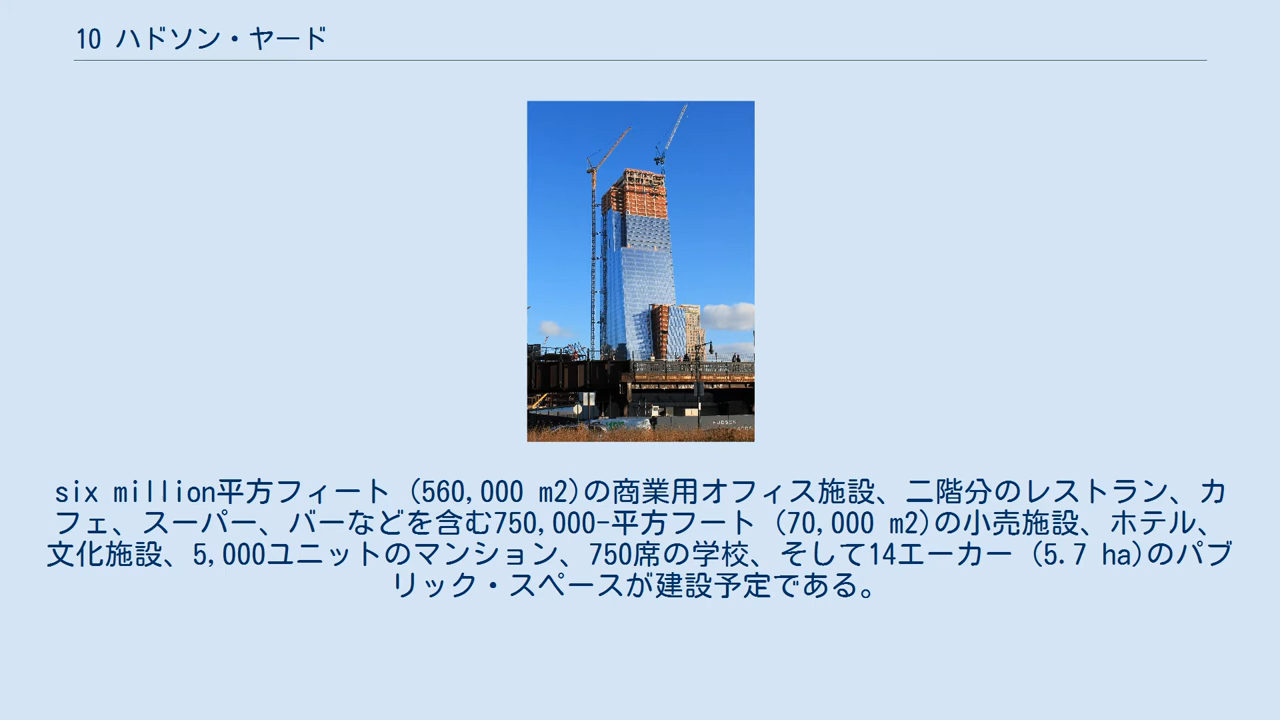 10 ハドソン・ヤード
six million平方フィート (560,000 m2)の商業用オフィス施設、二階分のレストラン、カ
フェ、スーパー、バーなどを含む750,000-平方フート (70,000 m2)の小売施設、ホテル、
文化施設、5,000ユニットのマンション、750席の学校、そして14エーカー (5.7 ha)のパブ
リック・スペースが建設予定である。